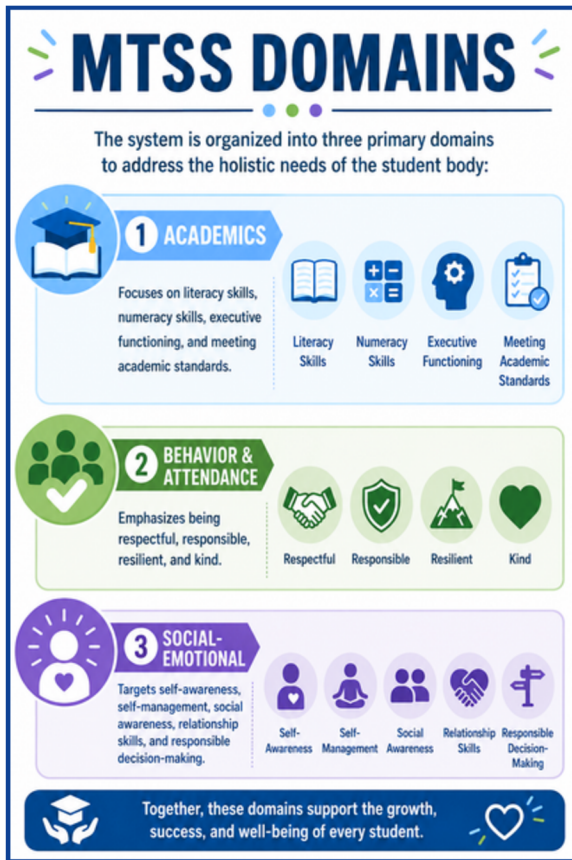 MTSS DOMAINS
The system is organized into three primary domains
to address the holistic needs of the student body:
1 ACADEMICS
Focuses on literacy skills,
numeracy skills, executive
functioning, and meeting
academic standards.
Literacy
Skills
Numeracy
Skills
Executive
Functioning
Meeting
Academic
Standards
2 BEHAVIOR &
ATTENDANCE
Emphasizes being
respectful, responsible,
resilient, and kind.
Respectful
Responsible
Resilient
Kind
3 SOCIAL-
EMOTIONAL
Targets self-awareness,
self-management, social
awareness, relationship
skills, and responsible
decision-making.
Self-
Awareness
Self-
Management
Social
Awareness
Relationship
Skills
Responsible
Decision-
Making
Together, these domains support the growth,
success, and well-being of every student.